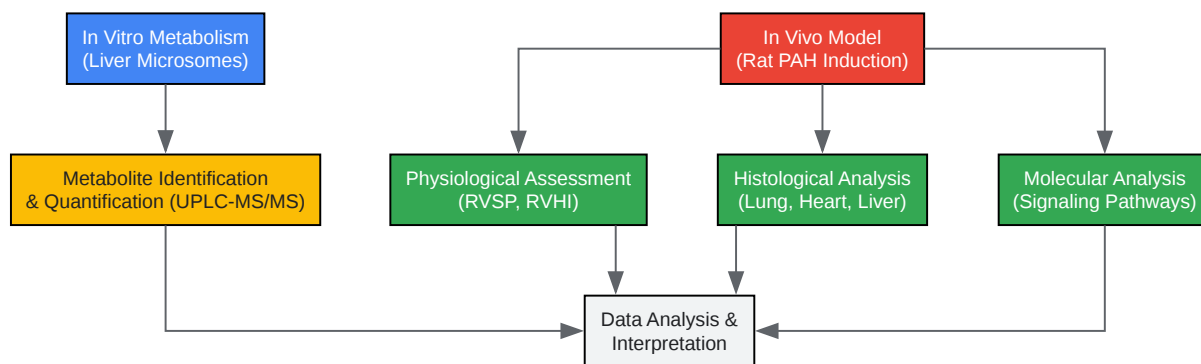 In Vitro Metabolism
(Liver Microsomes)
In Vivo Model
(Rat PAH Induction)
Metabolite Identification
& Quantification (UPLC-MS/MS)
Physiological Assessment
(RVSP, RVHI)
Histological Analysis
(Lung, Heart, Liver)
Molecular Analysis
(Signaling Pathways)
Data Analysis &
Interpretation